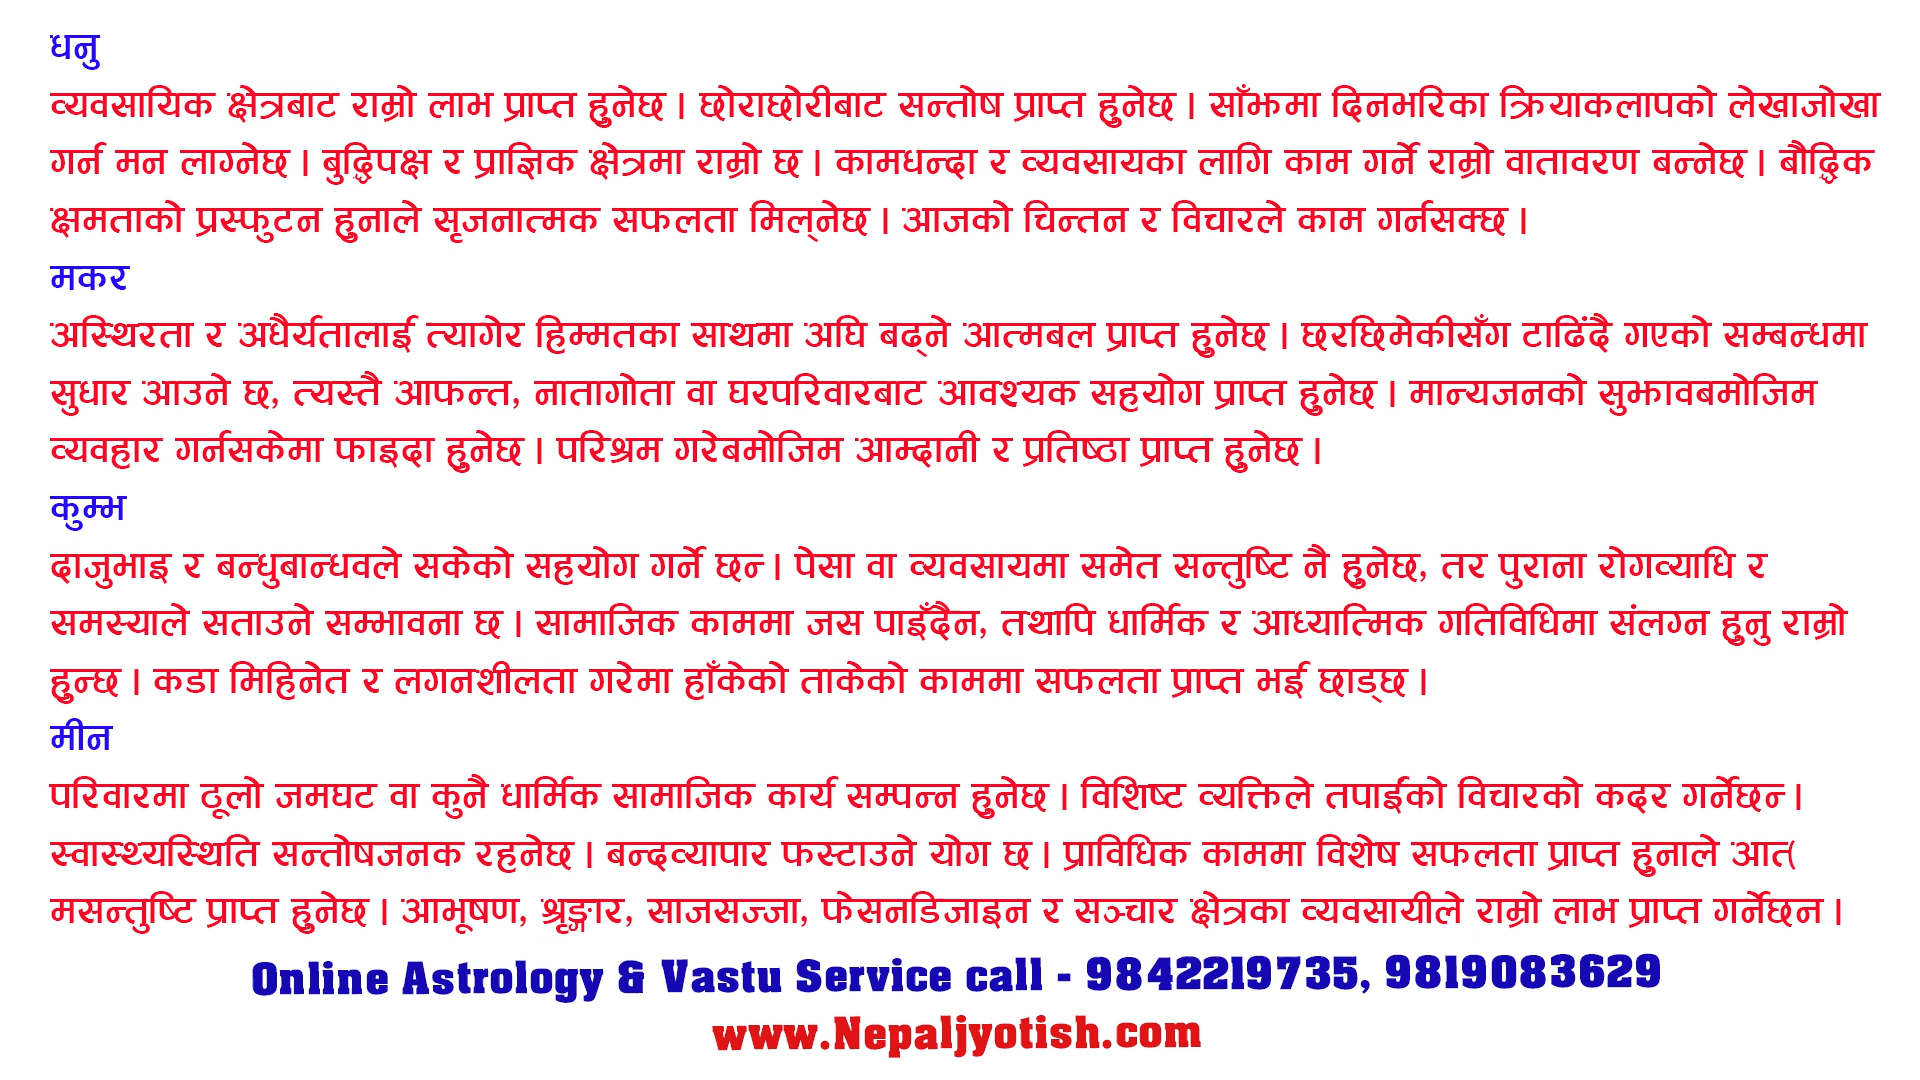 धनु
व्यवसायिक क्षेत्रबाट राम्रो लाभ प्राप्त हुनेछ । छोराछोरीबाट सन्तोष प्राप्त हुनेछ । साँझमा दिनभरिका क्रियाकलापको लेखाजोखा
गर्न मन लाग्नेछ । बुद्धिपक्ष र प्राज्ञिक क्षेत्रमा राम्रो छ । कामधन्दा र व्यवसायका लागि काम गर्ने राम्रो वातावरण बन्नेछ । बौद्धिक
क्षमताको प्रस्फुटन हुनाले सृजनात्मक सफलता मिल्नेछ । आजको चिन्तन र विचारले काम गर्नसक्छ ।
मकर
अस्थिरता र अधैर्यतालाई त्यागेर हिम्मतका साथमा अघि बढ्ने आत्मबल प्राप्त हुनेछ । छरछिमेकीसँग टाढिंदै गएको सम्बन्धमा
सुधार आउने छ, त्यस्तै आफन्त, नातागोता वा घरपरिवारबाट आवश्यक सहयोग प्राप्त हुनेछ । मान्यजनको सुझावबमोजिम
व्यवहार गर्नसकेमा फाइदा हुनेछ । परिश्रम गरेबमोजिम आम्दानी र प्रतिष्ठा प्राप्त हुनेछ ।
कुम्भ
दाजुभाइ र बन्धुबान्धवले सकेको सहयोग गर्ने छन् । पेसा वा व्यवसायमा समेत सन्तुष्टि नै हुनेछ, तर पुराना रोगव्याधि र
समस्याले सताउने सम्भावना छ । सामाजिक काममा जस पाइँदैन, तथापि धार्मिक र आध्यात्मिक गतिविधिमा संलग्न हुनु राम्रो
हुन्छ । कडा मिहिनेत र लगनशीलता गरेमा हाँकेको ताकेको काममा सफलता प्राप्त भई छाड्छ ।
मीन
परिवारमा ठूलो जमघट वा कुनै धार्मिक सामाजिक कार्य सम्पन्न हुनेछ । विशिष्ट व्यक्तिले तपाईंको विचारको कदर गर्नेछन् ।
स्वास्थ्यस्थिति सन्तोषजनक रहनेछ । बन्दव्यापार फस्टाउने योग छ । प्राविधिक काममा विशेष सफलता प्राप्त हुनाले आत्(
मसन्तुष्टि प्राप्त हुनेछ । आभूषण, श्रृङ्गार, साजसज्जा, फेसनडिजाइन र सञ्चार क्षेत्रका व्यवसायीले राम्रो लाभ प्राप्त गर्नेछन ।
Online Astrology & Vastu Service call - 9842219735, 9819083629
www.Nepaljyotish.com